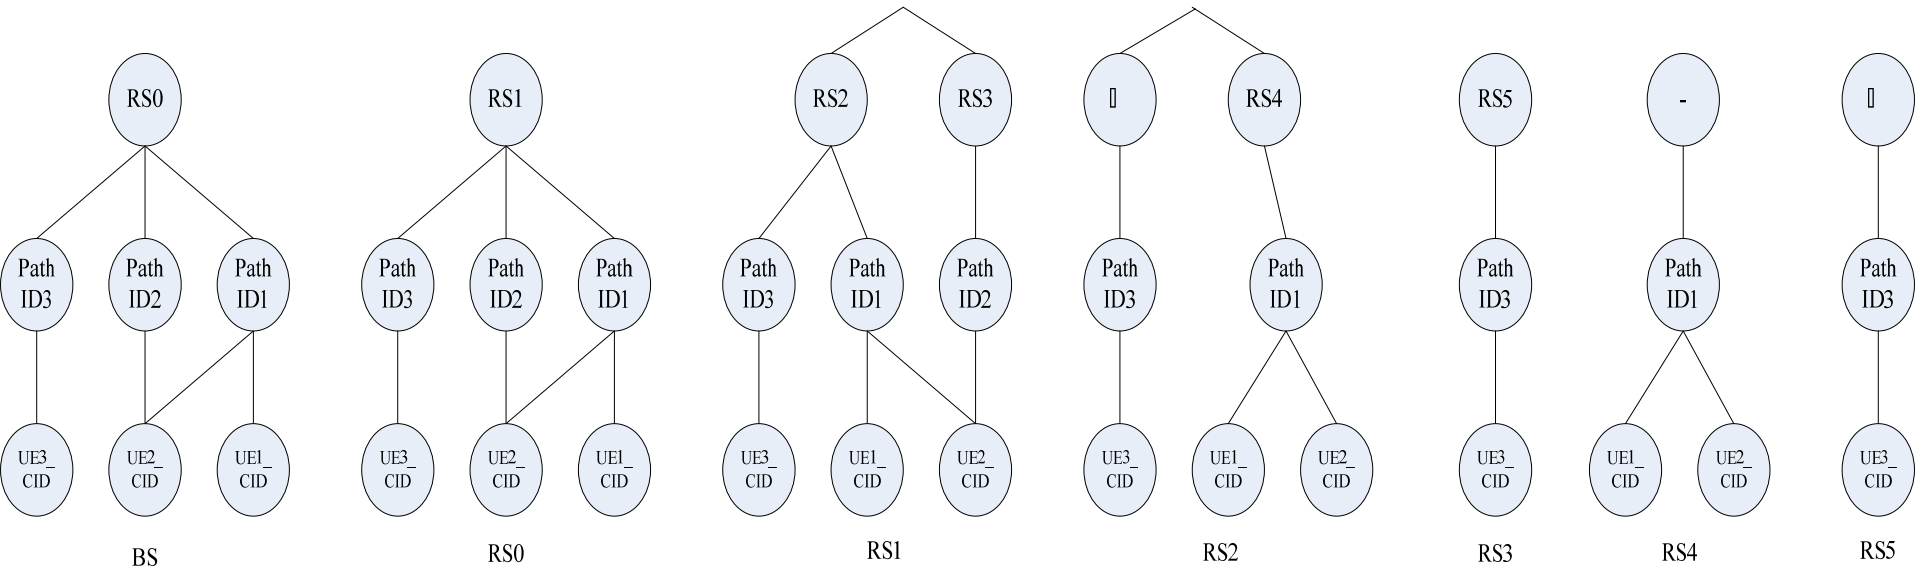 RS0
RS1
RS2
RS3
RS4
RS5
-
Path
ID3
Path
ID2
Path
ID1
Path
ID3
Path
ID2
Path
ID1
Path
ID3
Path
ID1
Path
ID2
Path
ID3
Path
ID1
Path
ID3
Path
ID1
Path
ID3
UE3_
CID
UE2_
CID
UE1_
CID
UE3_
CID
UE2_
CID
UE1_
CID
UE3_
CID
UE1_
CID
UE2_
CID
UE3_
CID
UE1_
CID
UE2_
CID
UE3_
CID
UE1_
CID
UE2_
CID
UE3_
CID
BS
RS0
RS1
RS2
RS3
RS4
RS5